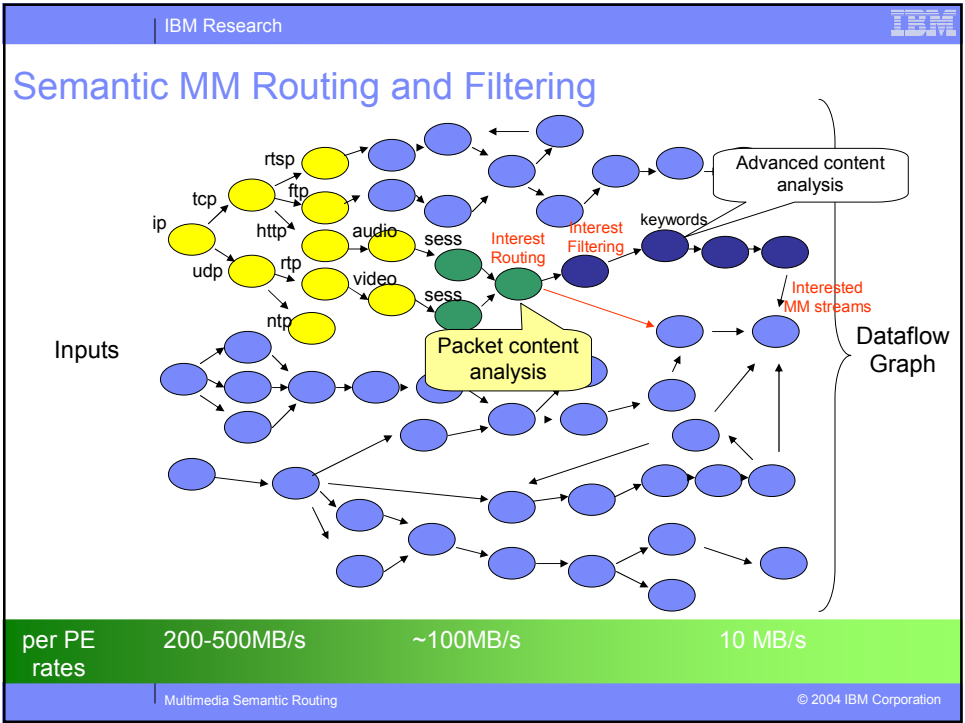 IBM Research
IBM
Semantic MM Routing and Filtering
rtsp
tcp
ftp
ip
http
audio
udp
rtp
video
ntp
sess
sess
Interest
Routing
Interest
Filtering
keywords
Advanced content
analysis
Interested
MM streams
Packet content
analysis
Inputs
Dataflow
Graph
per PE
rates
200-500MB/s
~100MB/s
10 MB/s
Multimedia Semantic Routing
© 2004 IBM Corporation